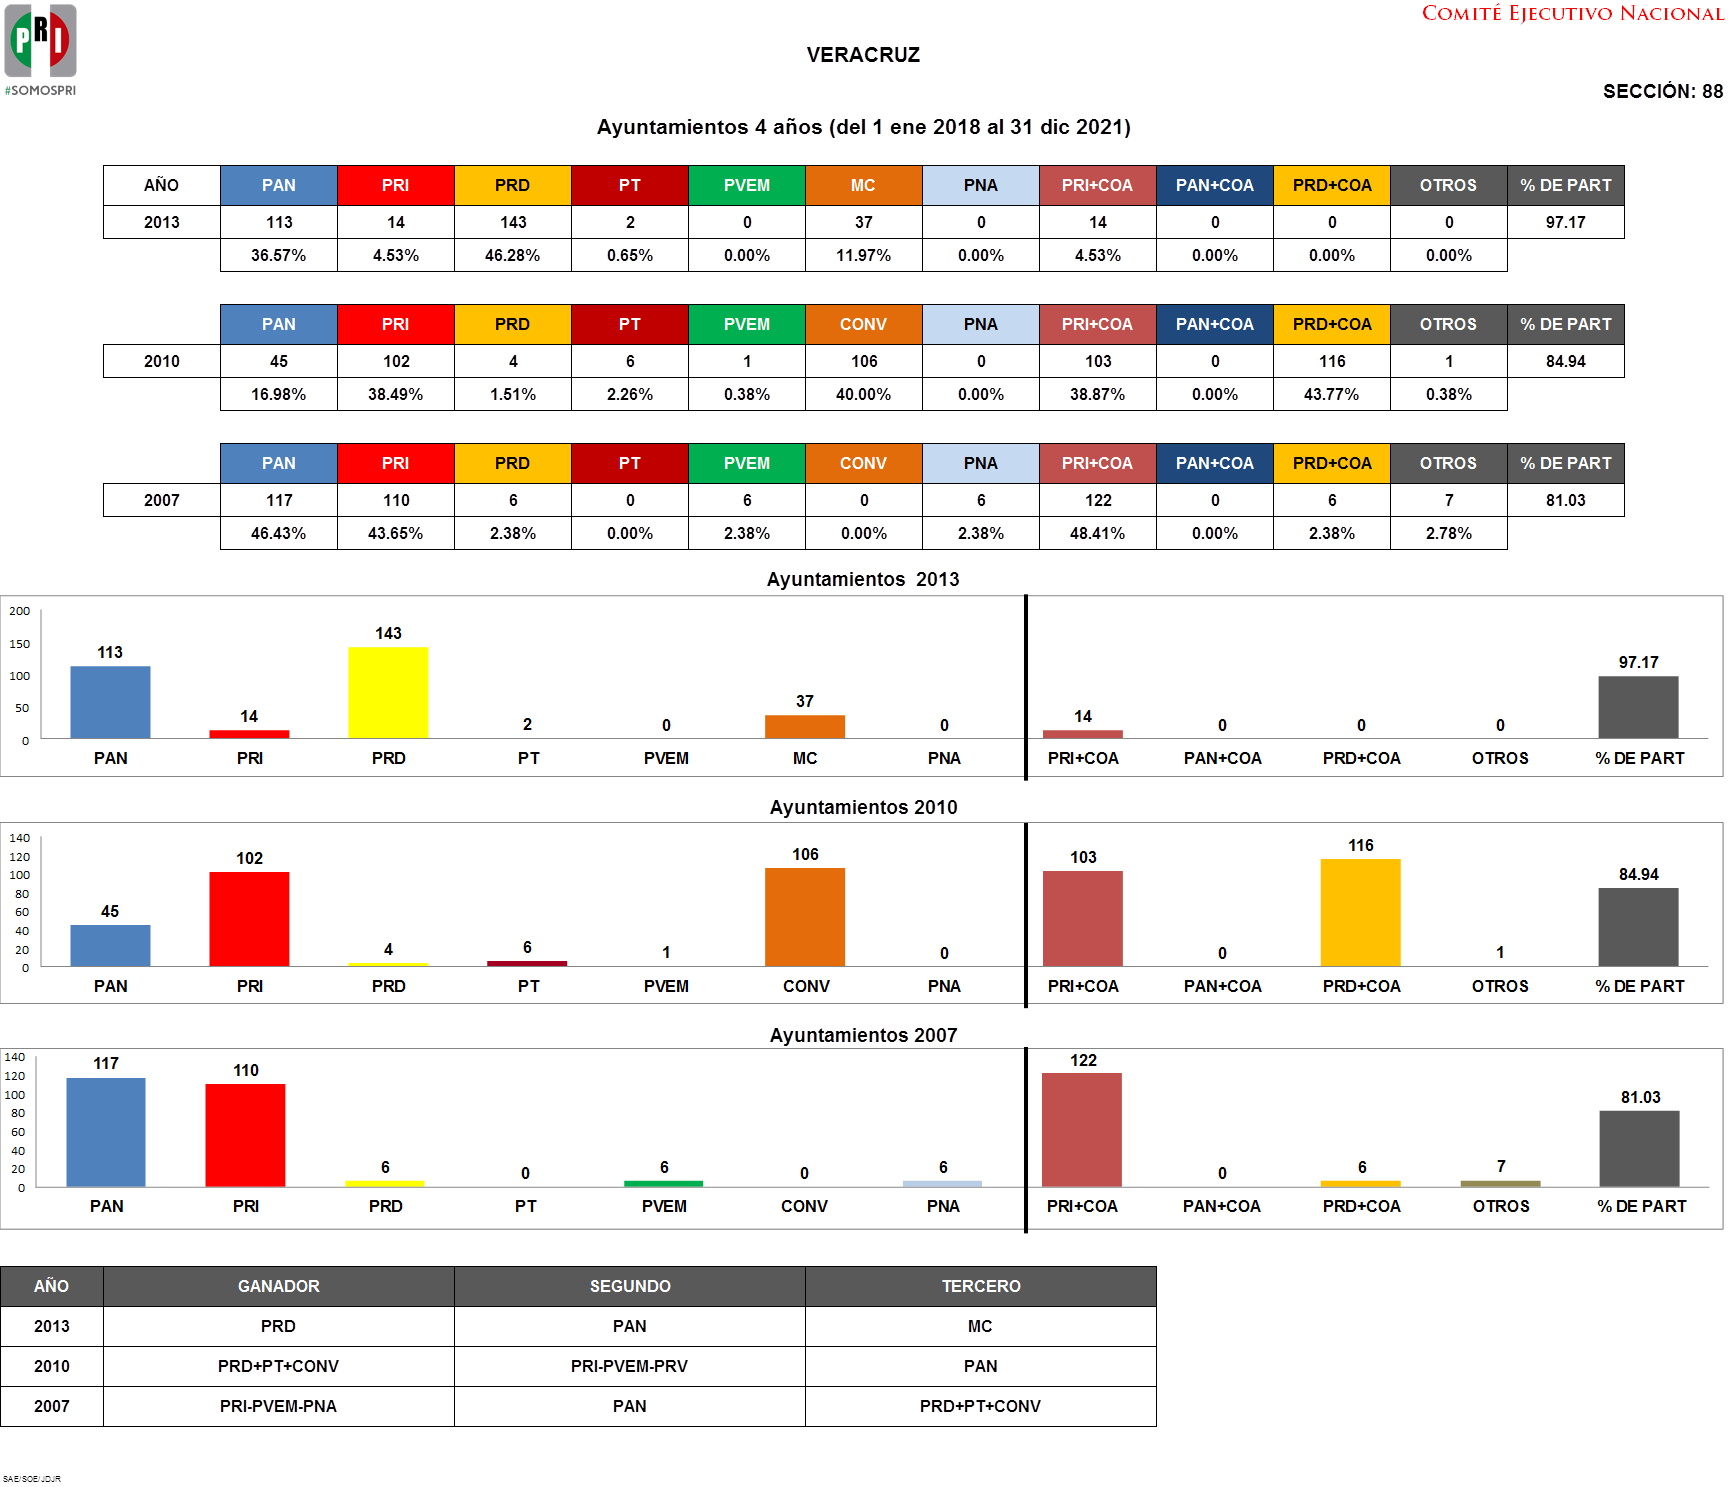 COMITÉ EJECUTIVO NACIONAL
PRI
#SOMOSPRI
VERACRUZ
SECCIÓN: 88
Ayuntamientos 4 años (del 1 ene 2018 al 31 dic 2021)
AÑO PAN PRI PRD PT PVEM MC PNA PRI+COA PAN+COA PRD+COA OTROS % DE PART
2013 113 14 143 2 0 37 0 14 0 0 0 97.17
36.57% 4.53% 46.28% 0.65% 0.00% 11.97% 0.00% 4.53% 0.00% 0.00% 0.00%
PAN PRI PRD PT PVEM CONV PNA PRI+COA PAN+COA PRD+COA OTROS % DE PART
2010 45 102 4 6 1 106 0 103 0 116 1 84.94
16.98% 38.49% 1.51% 2.26% 0.38% 40.00% 0.00% 38.87% 0.00% 43.77% 0.38%
PAN PRI PRD PT PVEM CONV PNA PRI+COA PAN+COA PRD+COA OTROS % DE PART
2007 117 110 6 0 6 0 6 122 0 6 7 81.03
46.43% 43.65% 2.38% 0.00% 2.38% 0.00% 2.38% 48.41% 0.00% 2.38% 2.78%
Ayuntamientos 2013
200
150
100
50
0
113 14 143 2 0 37 0 14 0 0 0 97.17
PAN PRI PRD PT PVEM MC PNA PRI+COA PAN+COA PRD+COA OTROS % DE PART
Ayuntamientos 2010
140
120
100
80
60
40
20
0
45 102 4 6 1 106 0 103 0 116 1 84.94
PAN PRI PRD PT PVEM CONV PNA PRI+COA PAN+COA PRD+COA OTROS % DE PART
Ayuntamientos 2007
140
120
100
80
60
40
20
0
117 110 6 0 6 0 6 122 0 6 7 81.03
PAN PRI PRD PT PVEM CONV PNA PRI+COA PAN+COA PRD+COA OTROS % DE PART
AÑO GANADOR SEGUNDO TERCERO
2013 PRD PAN MC
2010 PRD+PT+CONV PRI-PVEM-PRV PAN
2007 PRI-PVEM-PNA PAN PRD+PT+CONV
SAE/SOE/JDJR